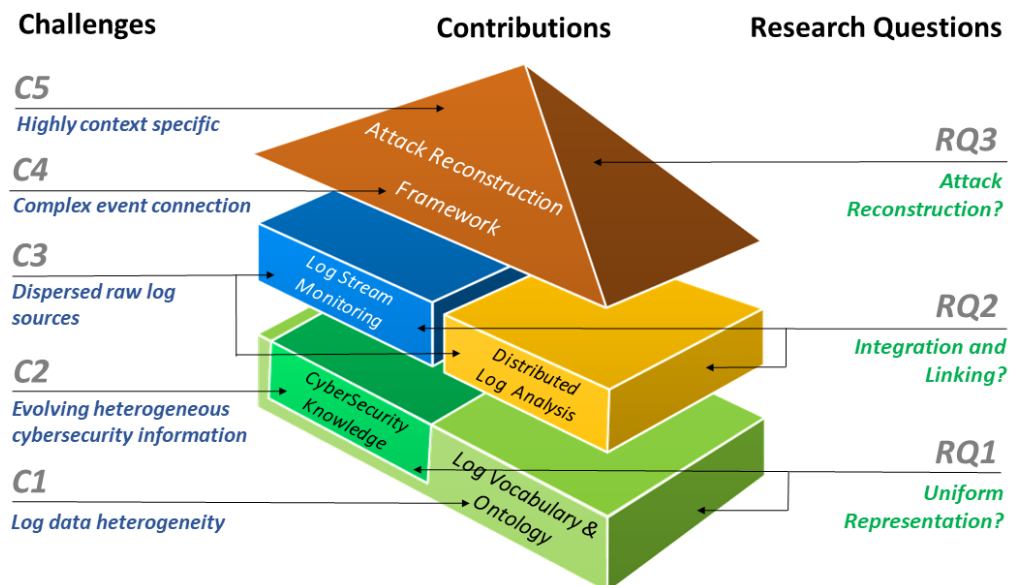 Challenges
Contributions
Research Questions
C5
Highly context specific
C4
Complex event connection
C3
Dispersed raw log
sources
C2
Evolving heterogeneous
cybersecurity information
C1
Log data heterogeneity
Attack Reconstruction
Framework
Log Stream
Monitoring
Distributed
Log Analysis
CyberSecurity
Knowledge
Log Vocabulary &
Ontology
RQ3
Attack
Reconstruction?
RQ2
Integration and
Linking?
RQ1
Uniform
Representation?